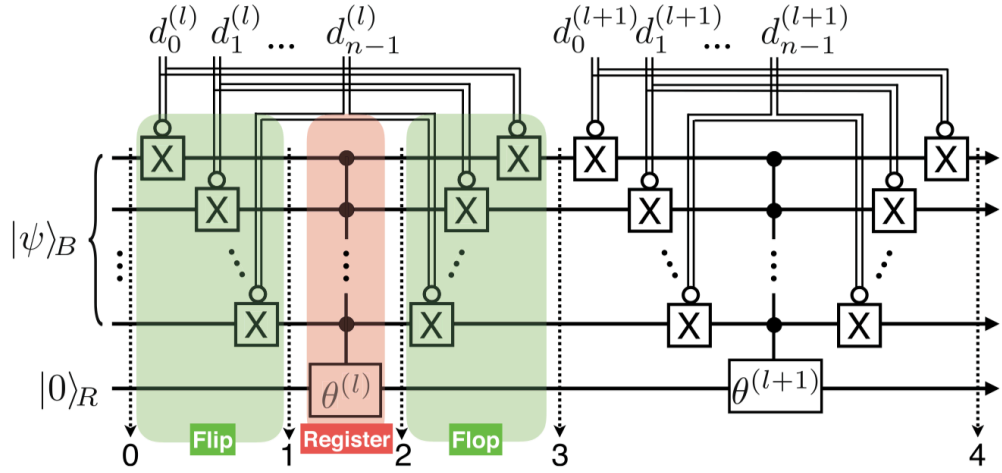 d_0^{(l)} d_1^{(l)} ... d_{n-1}^{(l)} d_0^{(l+1)} d_1^{(l+1)} ... d_{n-1}^{(l+1)}
X X X X
X X X X
|ψ⟩_B
X X X X
|0⟩_R θ^{(l)} θ^{(l+1)}
Flip Register Flop
0 1 2 3 4